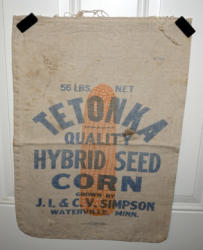 56 LBS. NET
TETONKA
QUALITY
HYBRID SEED
CORN
GROWN BY
J. I. & C. V. SIMPSON
WATERVILLE, MINN.